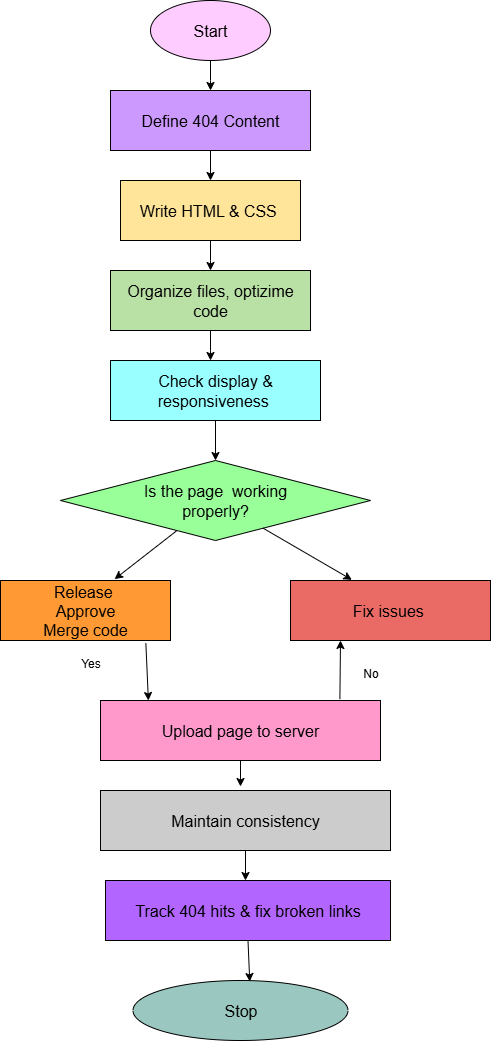 Start
Define 404 Content
Write HTML & CSS
Organize files, optizime
code
Check display &
responsiveness
Is the page  working
properly?
Release
Approve
Merge code
Fix issues
Yes
No
Upload page to server
Maintain consistency
Track 404 hits & fix broken links
Stop